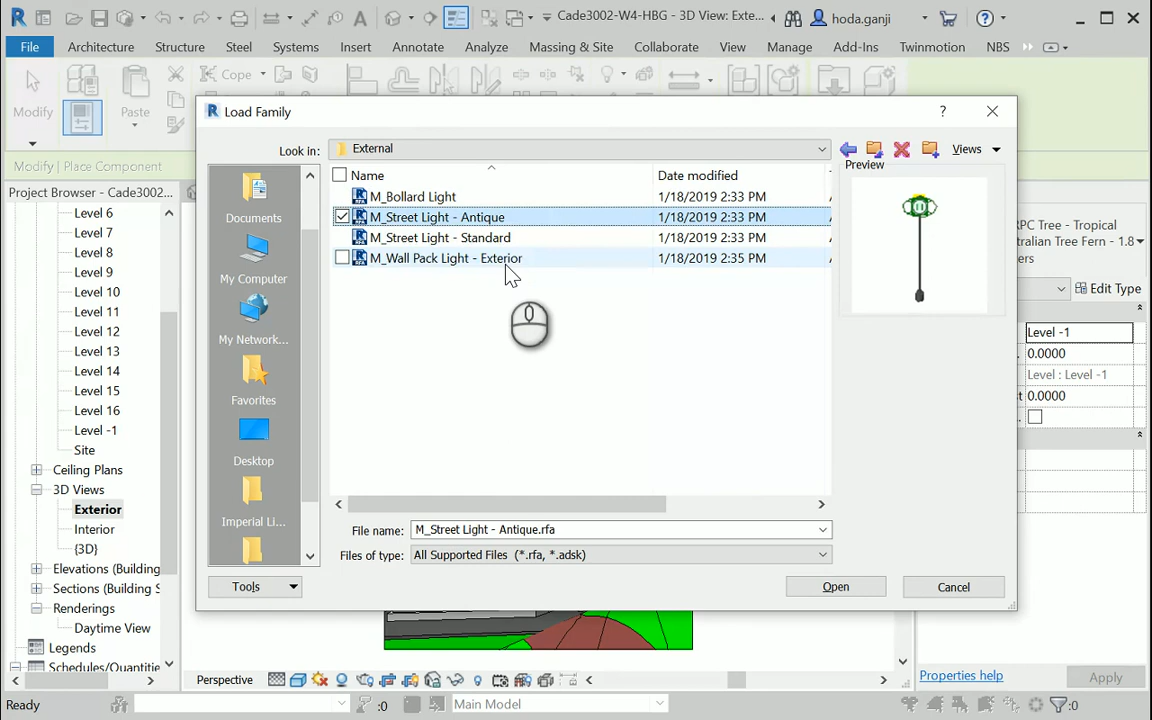 Cade3002-W4-HBG - 3D View: Exte...
hoda.ganji
File Architecture Structure Steel Systems Insert Annotate Analyze Massing & Site Collaborate View Manage Add-Ins Twinmotion NBS
Modify
Paste
Cope
Modify | Place Component
Project Browser - Cade3002...
Level 6
Level 7
Level 8
Level 9
Level 10
Level 11
Level 12
Level 13
Level 14
Level 15
Level 16
Level -1
Site
Ceiling Plans
3D Views
Exterior
Interior
{3D}
Elevations (Building
Sections (Building S
Renderings
Daytime View
Legends
Schedules/Quantitie
Load Family
Look in: External
Views
Documents
My Computer
My Network...
Favorites
Desktop
Imperial Li...
Name Date modified
M_Bollard Light 1/18/2019 2:33 PM
M_Street Light - Antique 1/18/2019 2:33 PM
M_Street Light - Standard 1/18/2019 2:33 PM
M_Wall Pack Light - Exterior 1/18/2019 2:35 PM
Preview
File name: M_Street Light - Antique.rfa
Files of type: All Supported Files (*.rfa, *.adsk)
Tools
Open
Cancel
RPC Tree - Tropical
ralian Tree Fern - 1.8
ers
Edit Type
Level -1
0.0000
Level : Level -1
0.0000
Properties help
Apply
Perspective
Ready
:0
Main Model
:0